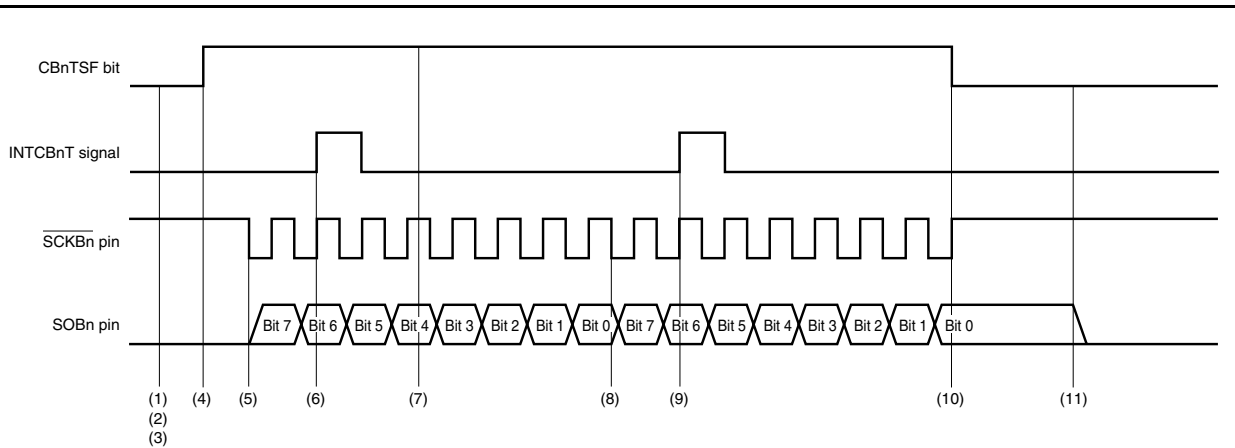 CBnTSF bit
INTCBnT signal
SCKBn pin
SOBn pin
Bit 7 Bit 6 Bit 5 Bit 4 Bit 3 Bit 2 Bit 1 Bit 0 Bit 7 Bit 6 Bit 5 Bit 4 Bit 3 Bit 2 Bit 1 Bit 0
(1) (4) (5) (6) (7) (8) (9) (10) (11)
(2)
(3)